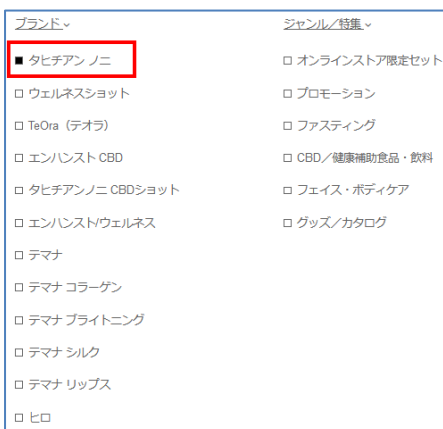 ブランド
タヒチアン ノニ
ウェルネスショット
TeOra（テオラ）
エンハンスト CBD
タヒチアンノニ CBDショット
エンハンスト/ウェルネス
テマナ
テマナ コラーゲン
テマナ ブライトニング
テマナ シルク
テマナ リップス
ヒロ
ジャンル／特集
オンラインストア限定セット
プロモーション
ファスティング
CBD／健康補助食品・飲料
フェイス・ボディケア
グッズ／カタログ